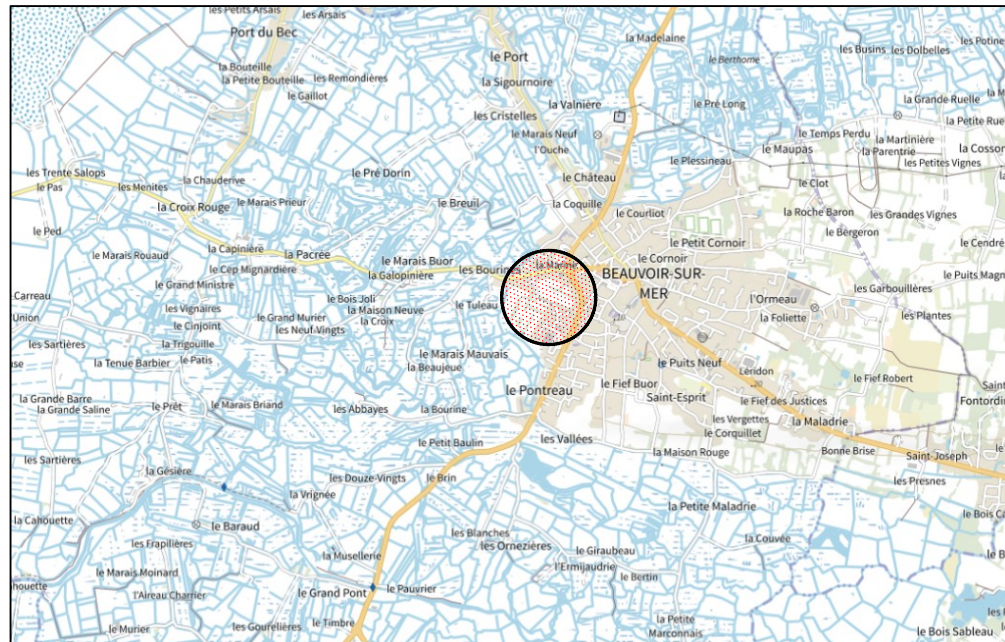 les Petits Arsais
les Arsais
Port du Bec
la Madelaine
les Busins
les Dolbelles
les Potine
le Port
le Berthome
la Bouteille
la Petite Bouteille
les Remondières
le Gaillot
la Sigournoire
la Valnière
le Pré Long
la Grande Ruelle
la Petite Rue
les Cristelles
le Marais Neuf
l'Ouche
le Temps Perdu
la Martinière
le Maupas
la Parentrie
la Cosson
les Petites Vignes
les Trente Salops
le Pas
les Menites
la Chauderive
le Pré Dorin
le Château
le Plessineau
le Clot
la Croix Rouge
le Marais Prieur
le Breuil
la Coquille
le Courliot
la Roche Baron
les Grandes Vignes
le Ped
le Bergeron
la Capinière
la Pacrée
le Marais Buor
le Petit Cornoir
le Cendré
le Marais Rouaud
le Cep Mignardière
la Galopinière
les Bourines
le Cornoir
BEAUVOIR-SUR-
MER
le Puits Magn
le Grand Ministre
le Bois Joli
le Tuleau
l'Ormeau
les Garbouillères
Carreau
les Vignaires
la Maison Neuve
la Foliette
les Plantes
Union
le Cinjoint
le Grand Murier
la Croix
les Neuf-Vingts
les Sartières
la Trigouille
le Marais Mauvais
le Puits Neuf
la Tenue Barbier
le Patis
la Beaujeue
Léridon
le Fief Robert
le Pontreau
le Fief Buor
Saint-Esprit
la Grande Barre
la Grande Saline
le Prêt
le Marais Briand
les Abbayes
la Bourine
le Fief des Justices
Fontordin
les Vergettes
la Maladrie
le Corquillet
le Petit Baulin
les Vallées
la Maison Rouge
Bonne Brise
Saint-Joseph
les Sartières
la Gésière
les Douze-Vingts
le Brin
les Presnes
la Vrignée
la Petite Maladrie
la Cahouette
le Baraud
les Blanches
la Couvée
le Bois Ca
les Frapilières
la Musellerie
les Ornezières
le Giraubeau
l'Ermijaudrie
le Marais Moinard
le Pauvrier
le Bertin
l'Aireau Charrier
le Grand Pont
la Petite
Marconnais
le Murier
les Gourelières
le Timbre
le Bois Sableau